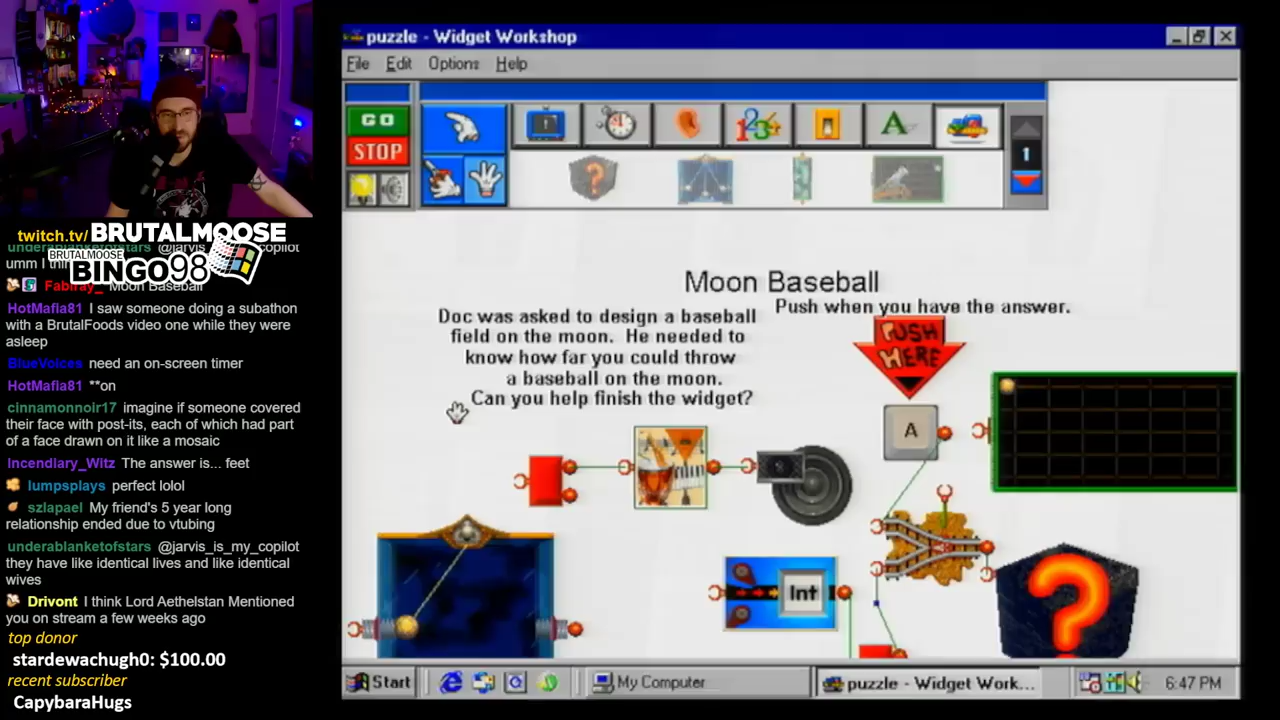 puzzle - Widget Workshop
File Edit Options Help
GO
STOP
1234
A
1
twitch.tv/BRUTALMOOSE
BRUTALMOOSE
BINGO98
underablanketofstars @jarvis_ copilot
umm I thin
Fabiray_ Moon Baseball
HotMafia81 I saw someone doing a subathon
with a BrutalFoods video one while they were
asleep
BlueVoices need an on-screen timer
HotMafia81 **on
cinnamonnoir17 imagine if someone covered
their face with post-its, each of which had part
of a face drawn on it like a mosaic
Incendiary_Witz The answer is... feet
lumpsplays perfect lolol
szlapael My friend's 5 year long
relationship ended due to vtubing
underablanketofstars @jarvis_is_my_copilot
they have like identical lives and like identical
wives
Drivont I think Lord Aethelstan Mentioned
you on stream a few weeks ago
top donor
stardewachugh0: $100.00
recent subscriber
CapybaraHugs
Moon Baseball
Doc was asked to design a baseball
field on the moon. He needed to
know how far you could throw
a baseball on the moon.
Can you help finish the widget?
Push when you have the answer.
PUSH
HERE
A
Int
?
Start
My Computer
puzzle - Widget Work...
6:47 PM